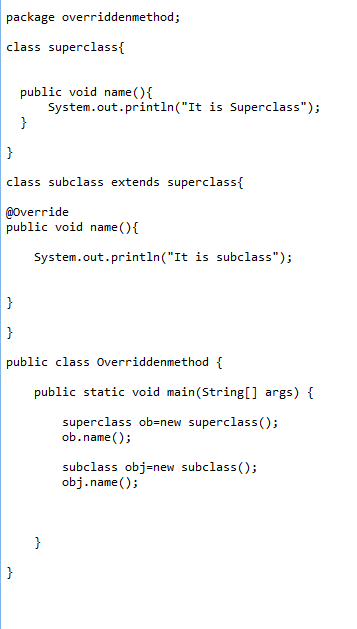 package overriddenmethod;
class superclass{
public void name(){
System.out.println("It is Superclass");
}
}
class subclass extends superclass{
@Override
public void name(){
System.out.println("It is subclass");
}
}
public class Overriddenmethod {
public static void main(String[] args) {
superclass ob=new superclass();
ob.name();
subclass obj=new subclass();
obj.name();
}
}